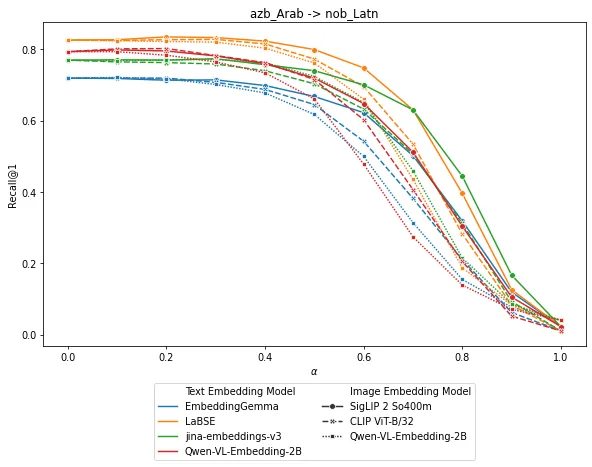 azb_Arab -> nob_Latn
Recall@1
0.8
0.6
0.4
0.2
0.0
0.0 0.2 0.4 0.6 0.8 1.0
α
Text Embedding Model Image Embedding Model
EmbeddingGemma SigLIP 2 So400m
LaBSE CLIP ViT-B/32
jina-embeddings-v3 Qwen-VL-Embedding-2B
Qwen-VL-Embedding-2B